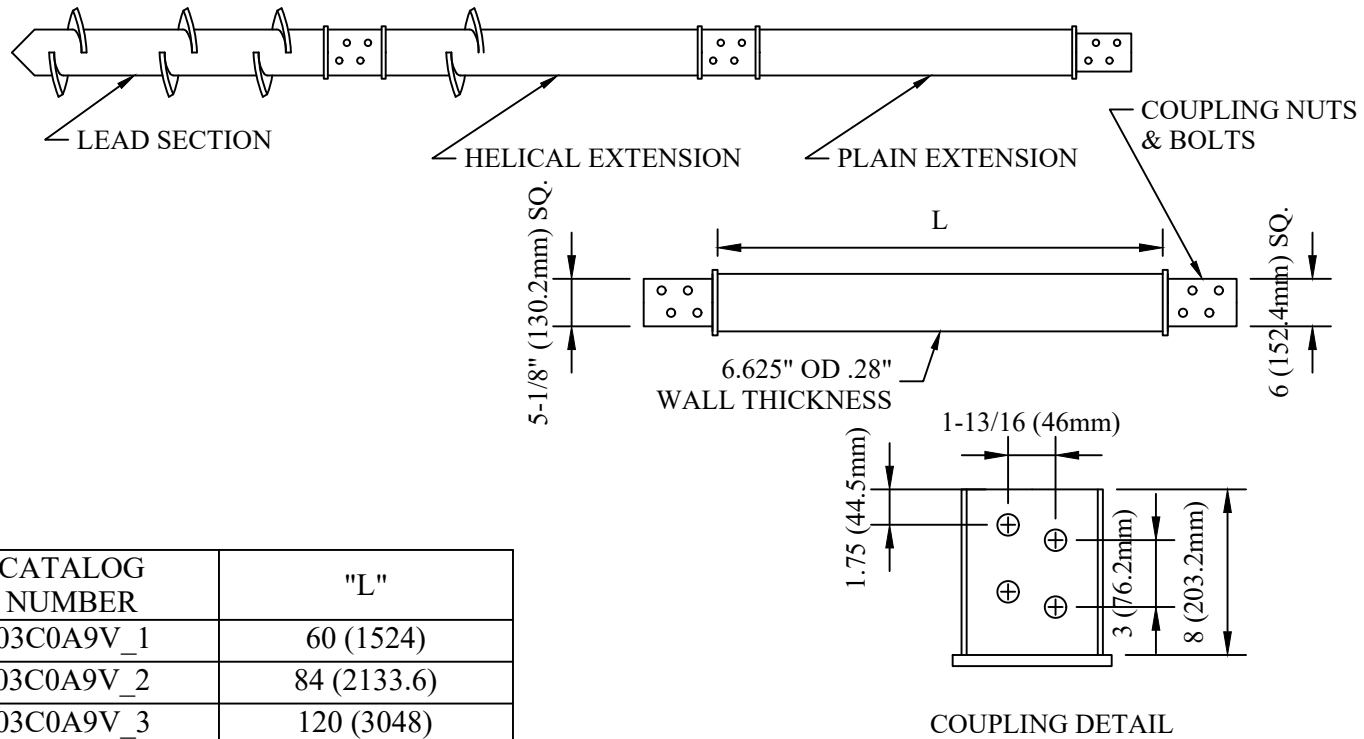 LEAD SECTION
HELICAL EXTENSION
PLAIN EXTENSION
COUPLING NUTS
& BOLTS
L
5-1/8" (130.2mm) SQ.
6 (152.4mm) SQ.
6.625" OD .28"
WALL THICKNESS
1-13/16 (46mm)
1.75 (44.5mm)
3 (76.2mm)
8 (203.2mm)
COUPLING DETAIL
CATALOG
NUMBER
"L"
03C0A9V_1
60 (1524)
03C0A9V_2
84 (2133.6)
03C0A9V_3
120 (3048)